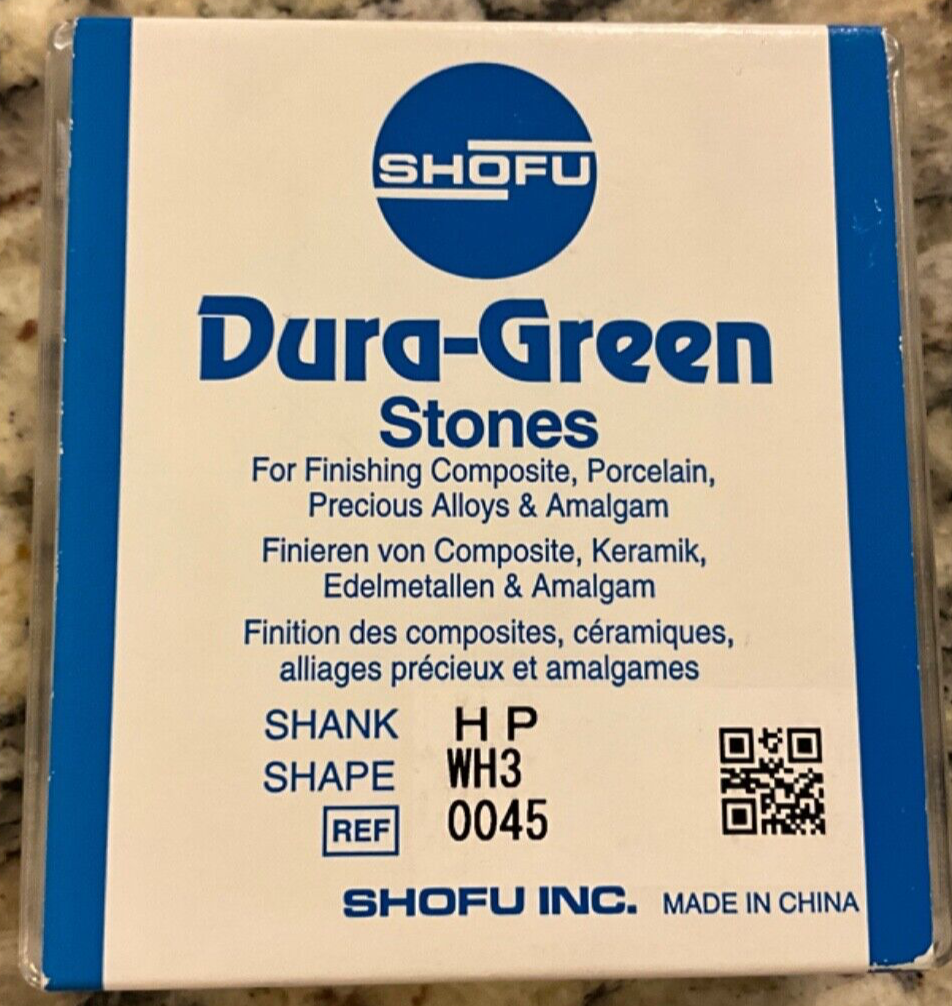 SHOFU
Dura-Green
Stones
For Finishing Composite, Porcelain,
Precious Alloys & Amalgam
Finieren von Composite, Keramik,
Edelmetallen & Amalgam
Finition des composites, céramiques,
alliages précieux et amalgames
SHANK HP
SHAPE WH3
REF 0045
SHOFU INC. MADE IN CHINA